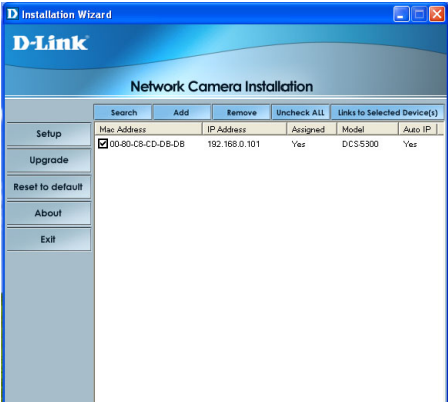 D Installation Wizard
D-Link
Network Camera Installation
Search Add Remove Uncheck ALL Links to Selected Device(s)
Mac Address IP Address Assigned Model Auto IP
00-80-C8-CD-DB-DB 192.168.0.101 Yes DCS-5300 Yes
Setup
Upgrade
Reset to default
About
Exit